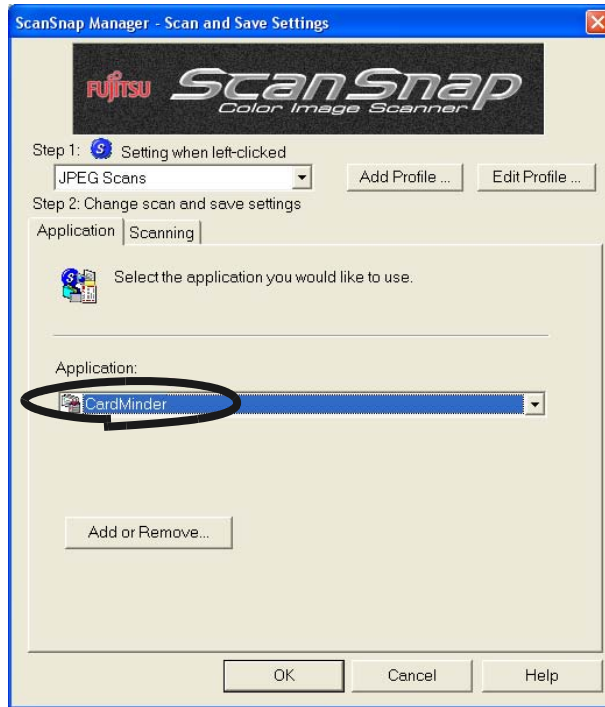 ScanSnap Manager - Scan and Save Settings
FUJITSU ScanSnap
Color Image Scanner
Step 1: S Setting when left-clicked
JPEG Scans Add Profile ... Edit Profile ...
Step 2: Change scan and save settings
Application Scanning
Select the application you would like to use.
Application:
CardMinder
Add or Remove...
OK Cancel Help